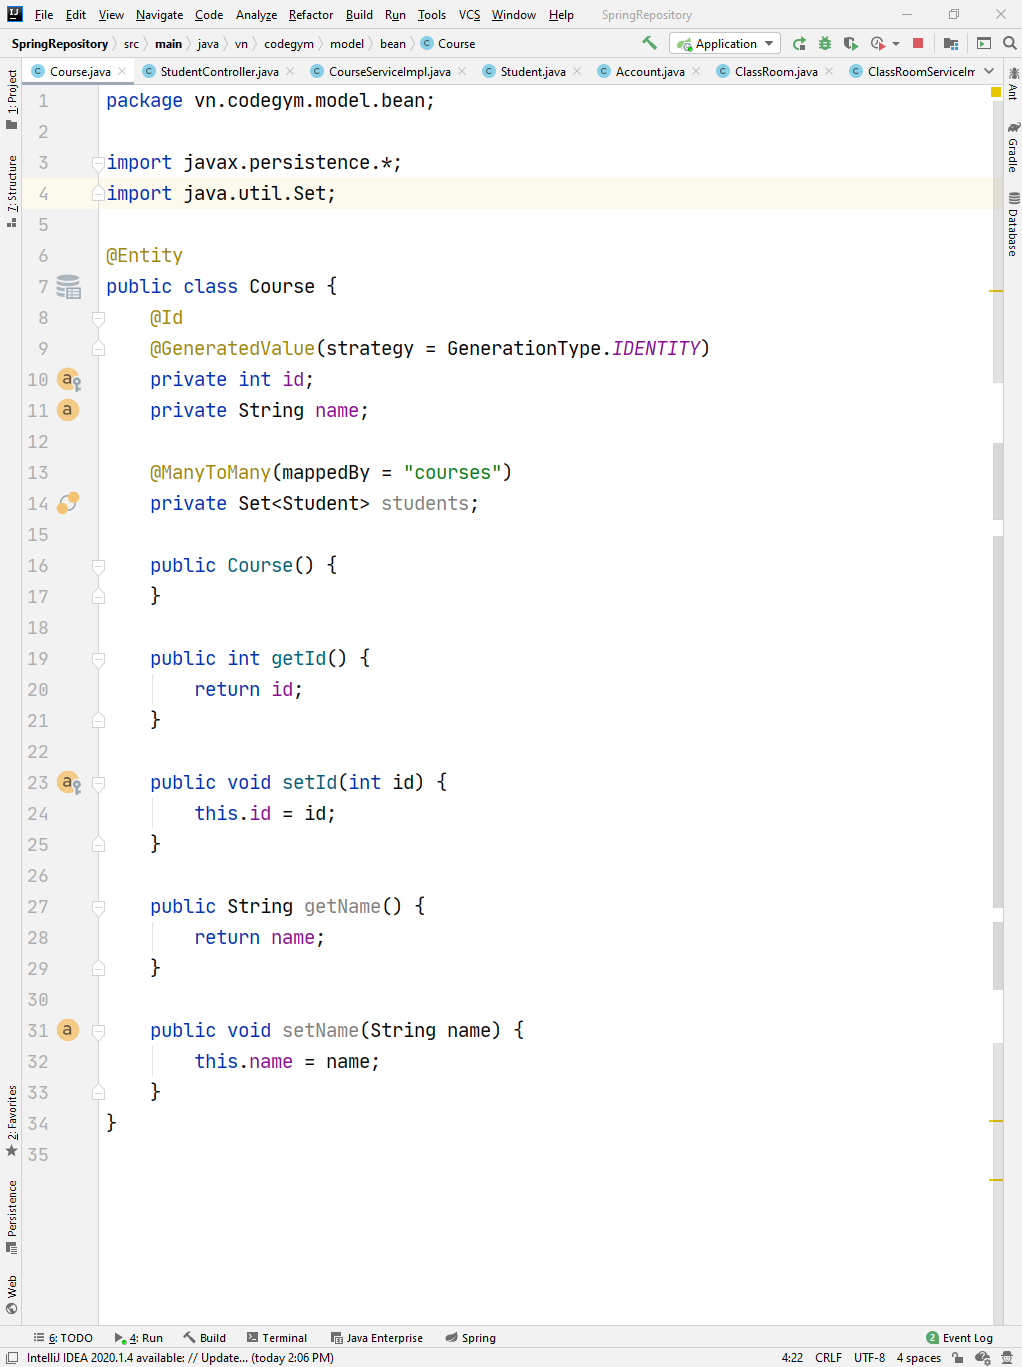 File Edit View Navigate Code Analyze Refactor Build Run Tools VCS Window Help SpringRepository
SpringRepository src main java vn codegym model bean Course Application
Course.java StudentController.java CourseServiceImpl.java Student.java Account.java ClassRoom.java ClassRoomServiceIm
1: Project
7: Structure
2: Favorites
Persistence
Web
Ant
Gradle
Database
1 package vn.codegym.model.bean;
2
3 import javax.persistence.*;
4 import java.util.Set;
5
6 @Entity
7 public class Course {
8 @Id
9 @GeneratedValue(strategy = GenerationType.IDENTITY)
10 private int id;
11 private String name;
12
13 @ManyToMany(mappedBy = "courses")
14 private Set<Student> students;
15
16 public Course() {
17 }
18
19 public int getId() {
20 return id;
21 }
22
23 public void setId(int id) {
24 this.id = id;
25 }
26
27 public String getName() {
28 return name;
29 }
30
31 public void setName(String name) {
32 this.name = name;
33 }
34 }
35
6: TODO 4: Run Build Terminal Java Enterprise Spring 2 Event Log
IntelliJ IDEA 2020.1.4 available: // Update... (today 2:06 PM) 4:22 CRLF UTF-8 4 spaces